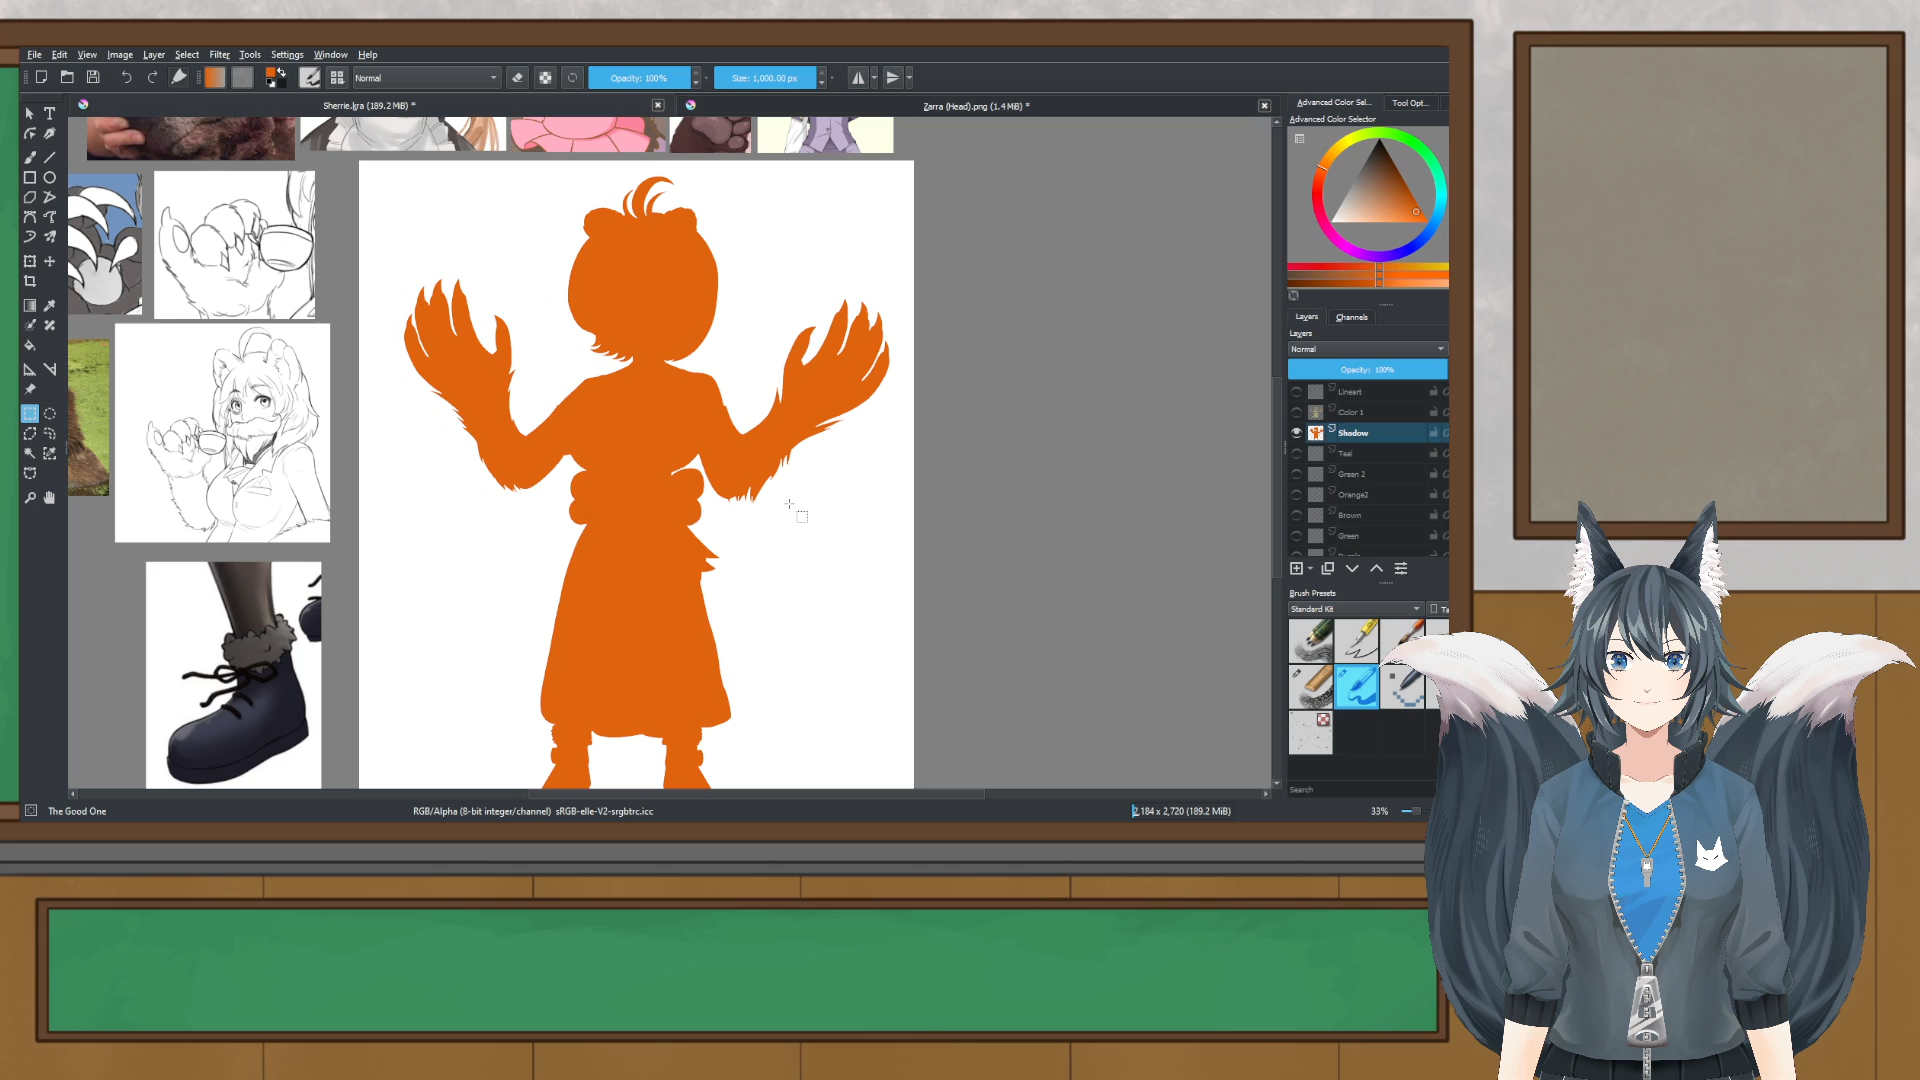 File Edit View Image Layer Select Filter Tools Settings Window Help
Normal
Opacity: 100%
Size: 1,000.00 px
Sherrie.kra (189.2 MiB) *
Zarra (Head).png (1.4 MiB) *
Advanced Color Sel...
Tool Opt...
Advanced Color Selector
Layers
Channels
Layers
Normal
Opacity: 100%
Lineart
Color 1
Shadow
Teal
Green 2
Orange2
Brown
Green
Brush Presets
Standard Kit
Ta
Search
The Good One
RGB/Alpha (8-bit integer/channel) sRGB-elle-V2-srgbtrc.icc
2,184 x 2,720 (189.2 MiB)
33%